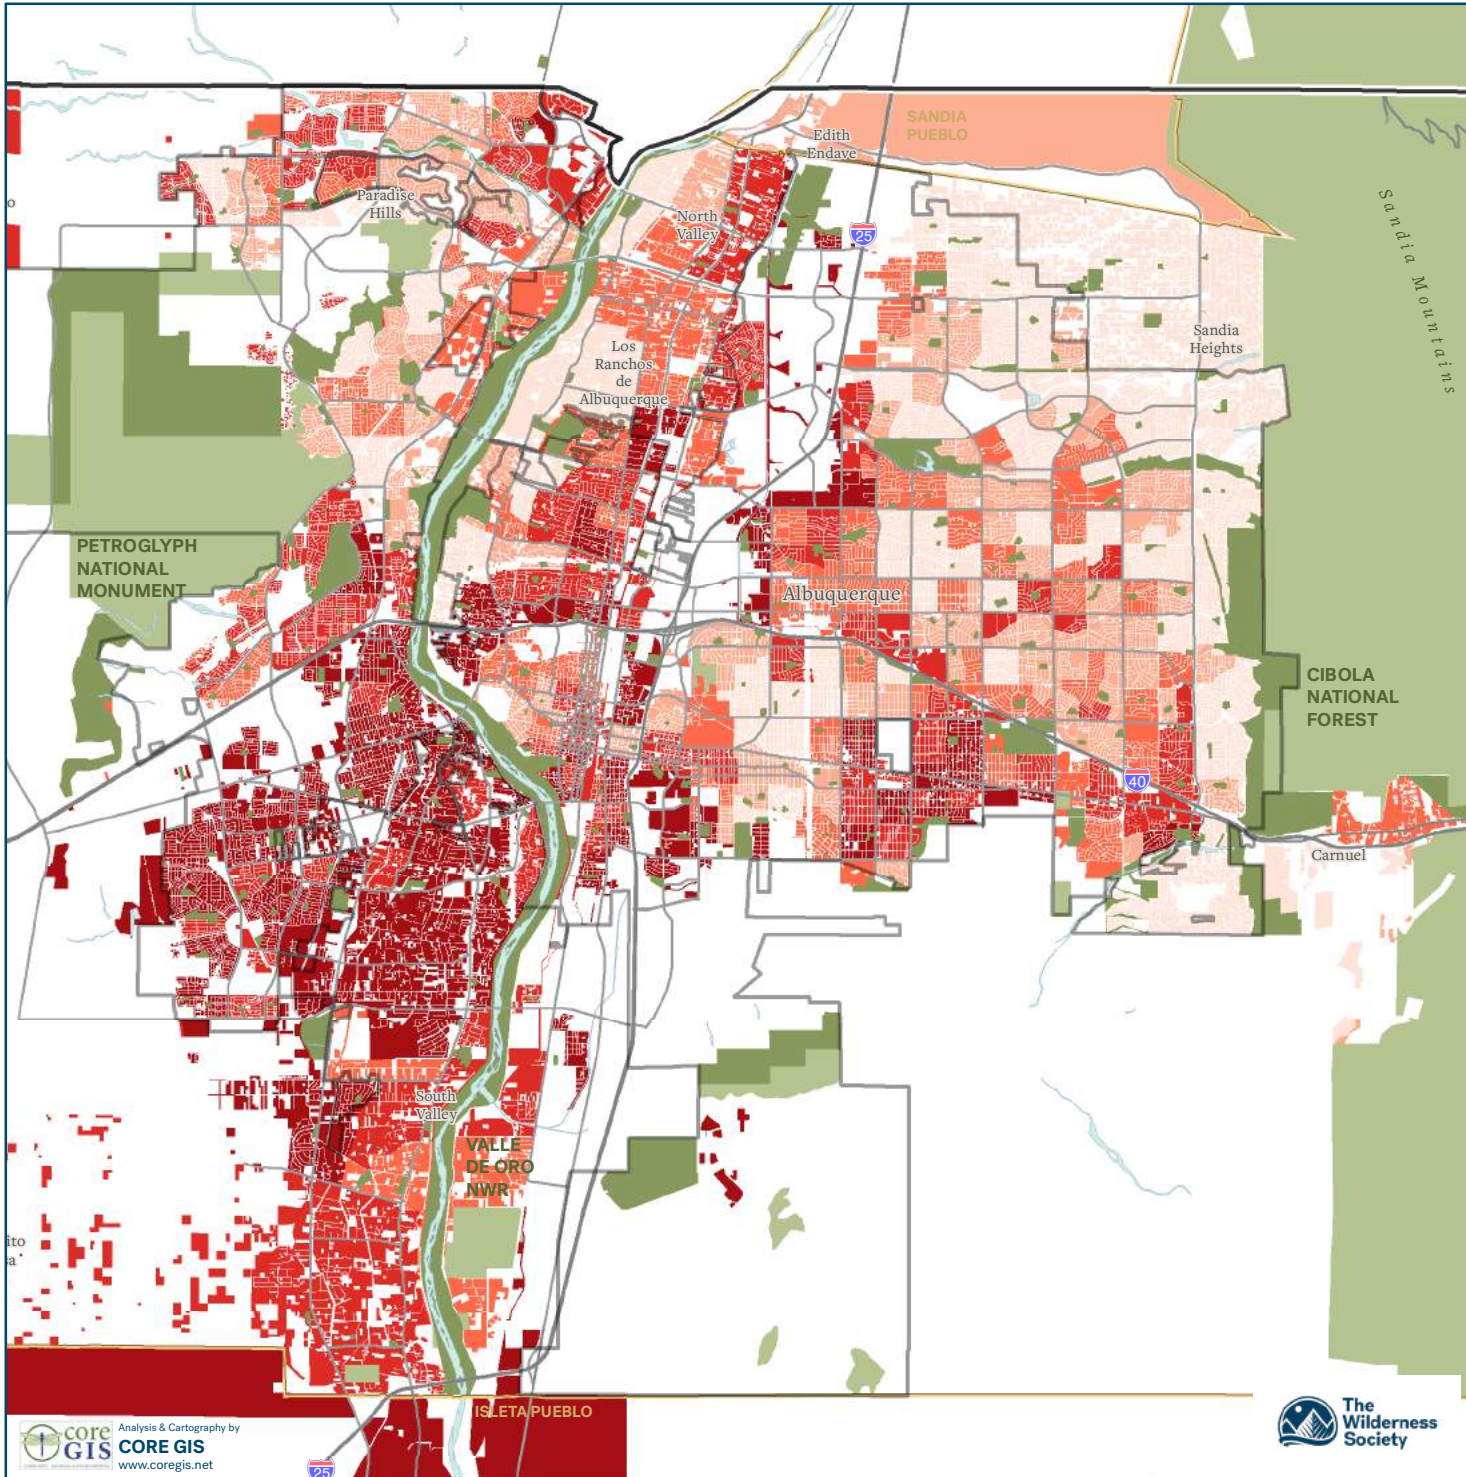 SANDIA
PUEBLO
Edith
Endave
Sandia Mountains
Paradise
Hills
North
Valley
25
o
Sandia
Heights
Los
Ranchos
de
Albuquerque
PETROGLYPH
NATIONAL
MONUMENT
Albuquerque
CIBOLA
NATIONAL
FOREST
40
Carnuel
South
Valley
VALLE
DE ORO
NWR
ito
a
ISLETA PUEBLO
core
GIS
Analysis & Cartography by
CORE GIS
www.coregis.net
25
The
Wilderness
Society